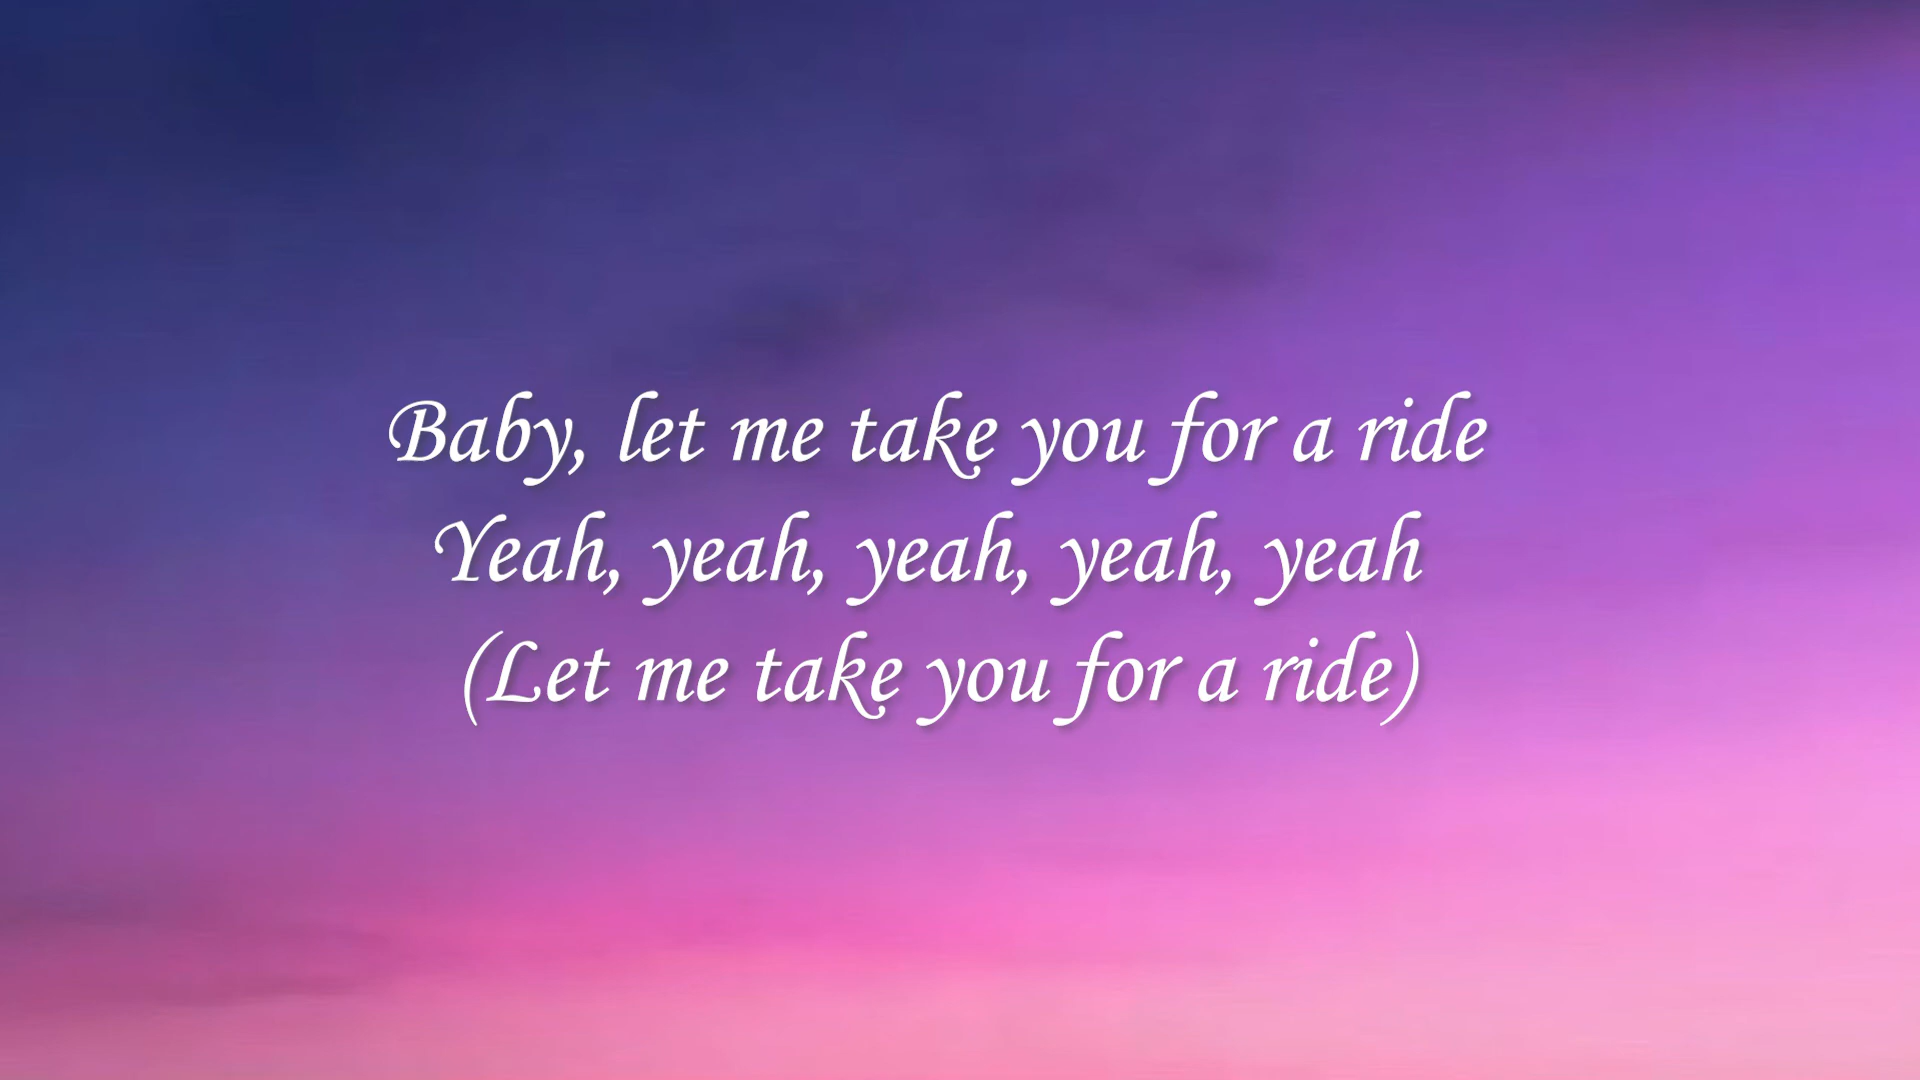 Baby, let me take you for a ride
Yeah, yeah, yeah, yeah, yeah
(Let me take you for a ride)